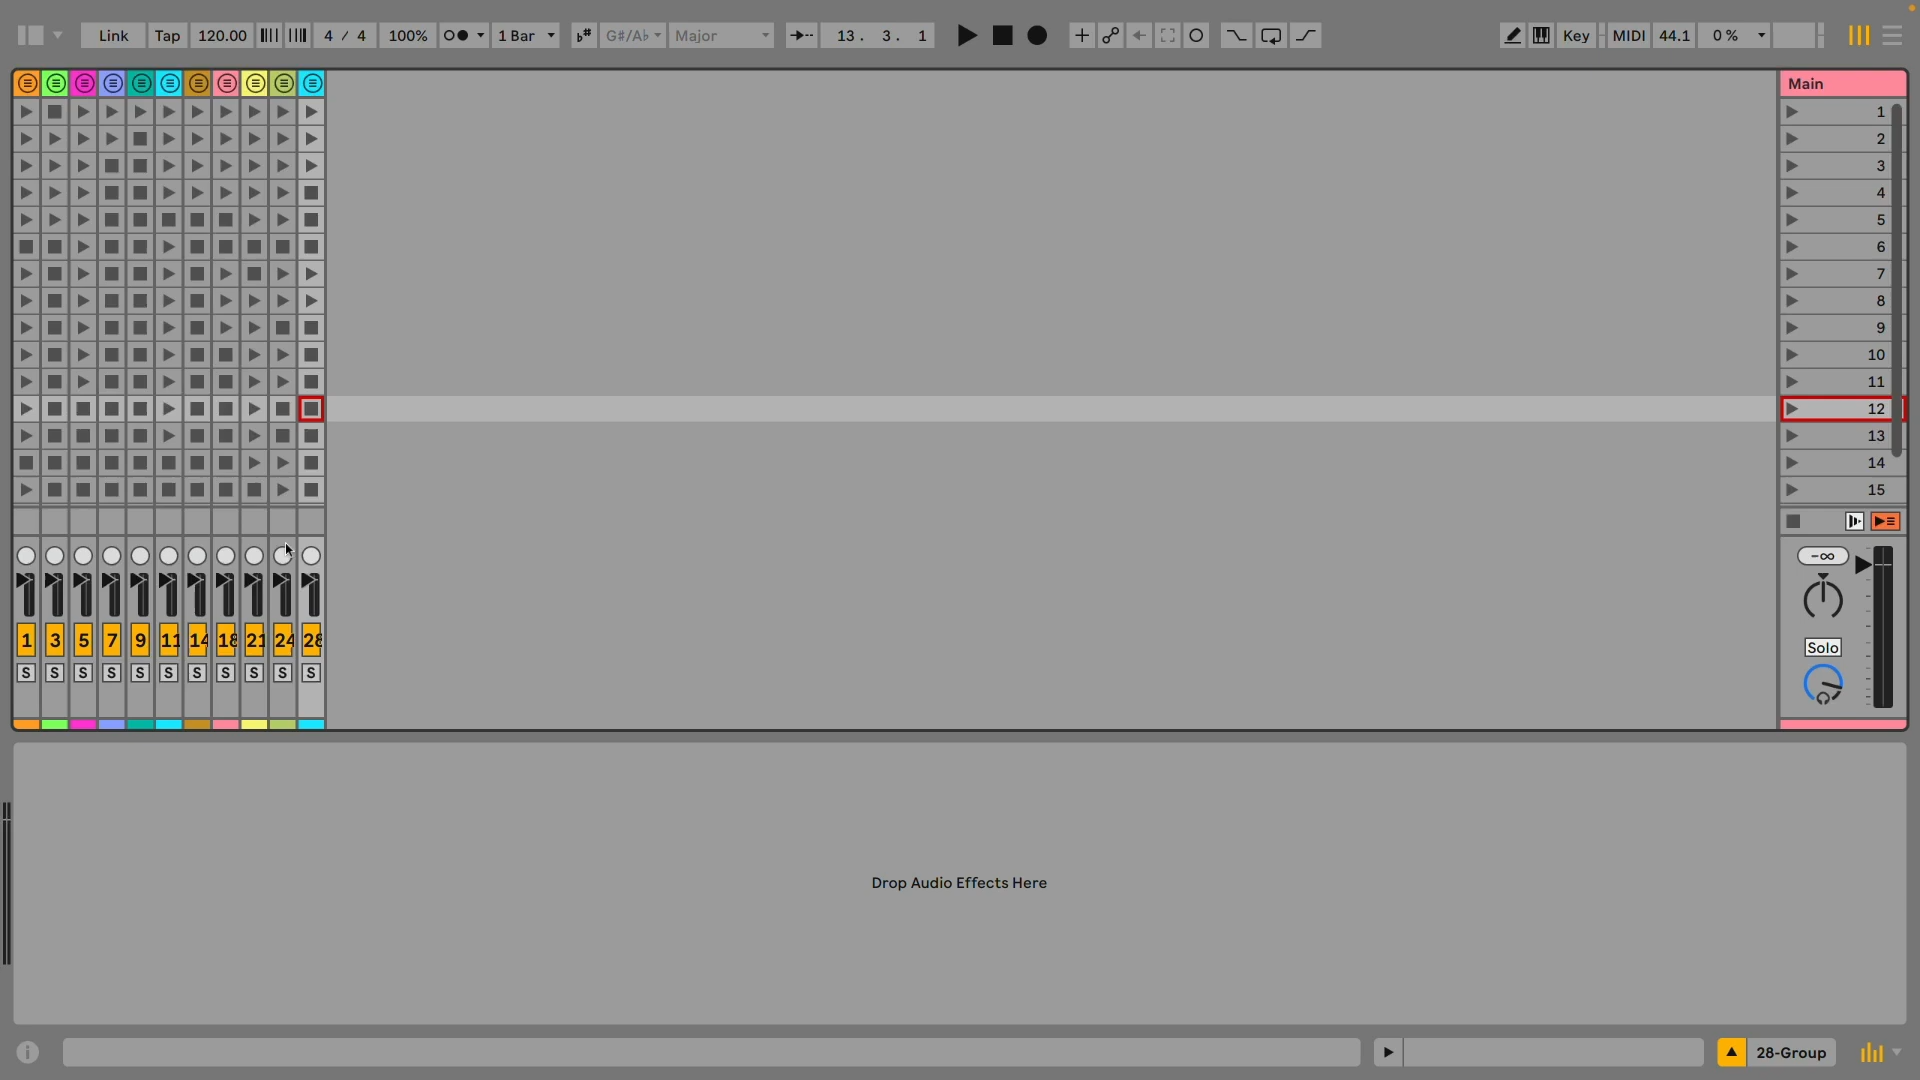 Link Tap 120.00 4 / 4 100% 1 Bar G#/A♭ Major 13. 3. 1 Key MIDI 44.1 0 %
Main
1
2
3
4
5
6
7
8
9
10
11
12
13
14
15
-∞
1 3 5 7 9 11 14 18 21 24 28
Solo
S S S S S S S S S S S
Drop Audio Effects Here
28-Group